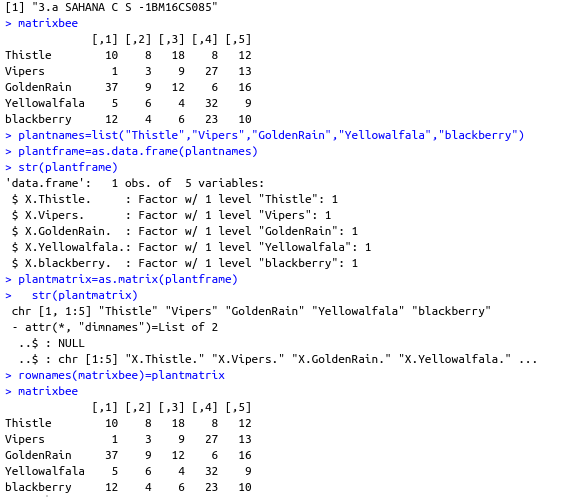 [1] "3.a SAHANA C S -1BM16CS085"
> matrixbee
            [,1] [,2] [,3] [,4] [,5]
Thistle       10    8   18    8   12
Vipers         1    3    9   27   13
GoldenRain    37    9   12    6   16
Yellowalfala   5    6    4   32    9
blackberry    12    4    6   23   10
> plantnames=list("Thistle","Vipers","GoldenRain","Yellowalfala","blackberry")
> plantframe=as.data.frame(plantnames)
> str(plantframe)
'data.frame':   1 obs. of  5 variables:
 $ X.Thistle.     : Factor w/ 1 level "Thistle": 1
 $ X.Vipers.      : Factor w/ 1 level "Vipers": 1
 $ X.GoldenRain.  : Factor w/ 1 level "GoldenRain": 1
 $ X.Yellowalfala.: Factor w/ 1 level "Yellowalfala": 1
 $ X.blackberry.  : Factor w/ 1 level "blackberry": 1
> plantmatrix=as.matrix(plantframe)
>   str(plantmatrix)
 chr [1, 1:5] "Thistle" "Vipers" "GoldenRain" "Yellowalfala" "blackberry"
 - attr(*, "dimnames")=List of 2
  ..$ : NULL
  ..$ : chr [1:5] "X.Thistle." "X.Vipers." "X.GoldenRain." "X.Yellowalfala." ...
> rownames(matrixbee)=plantmatrix
> matrixbee
            [,1] [,2] [,3] [,4] [,5]
Thistle       10    8   18    8   12
Vipers         1    3    9   27   13
GoldenRain    37    9   12    6   16
Yellowalfala   5    6    4   32    9
blackberry    12    4    6   23   10